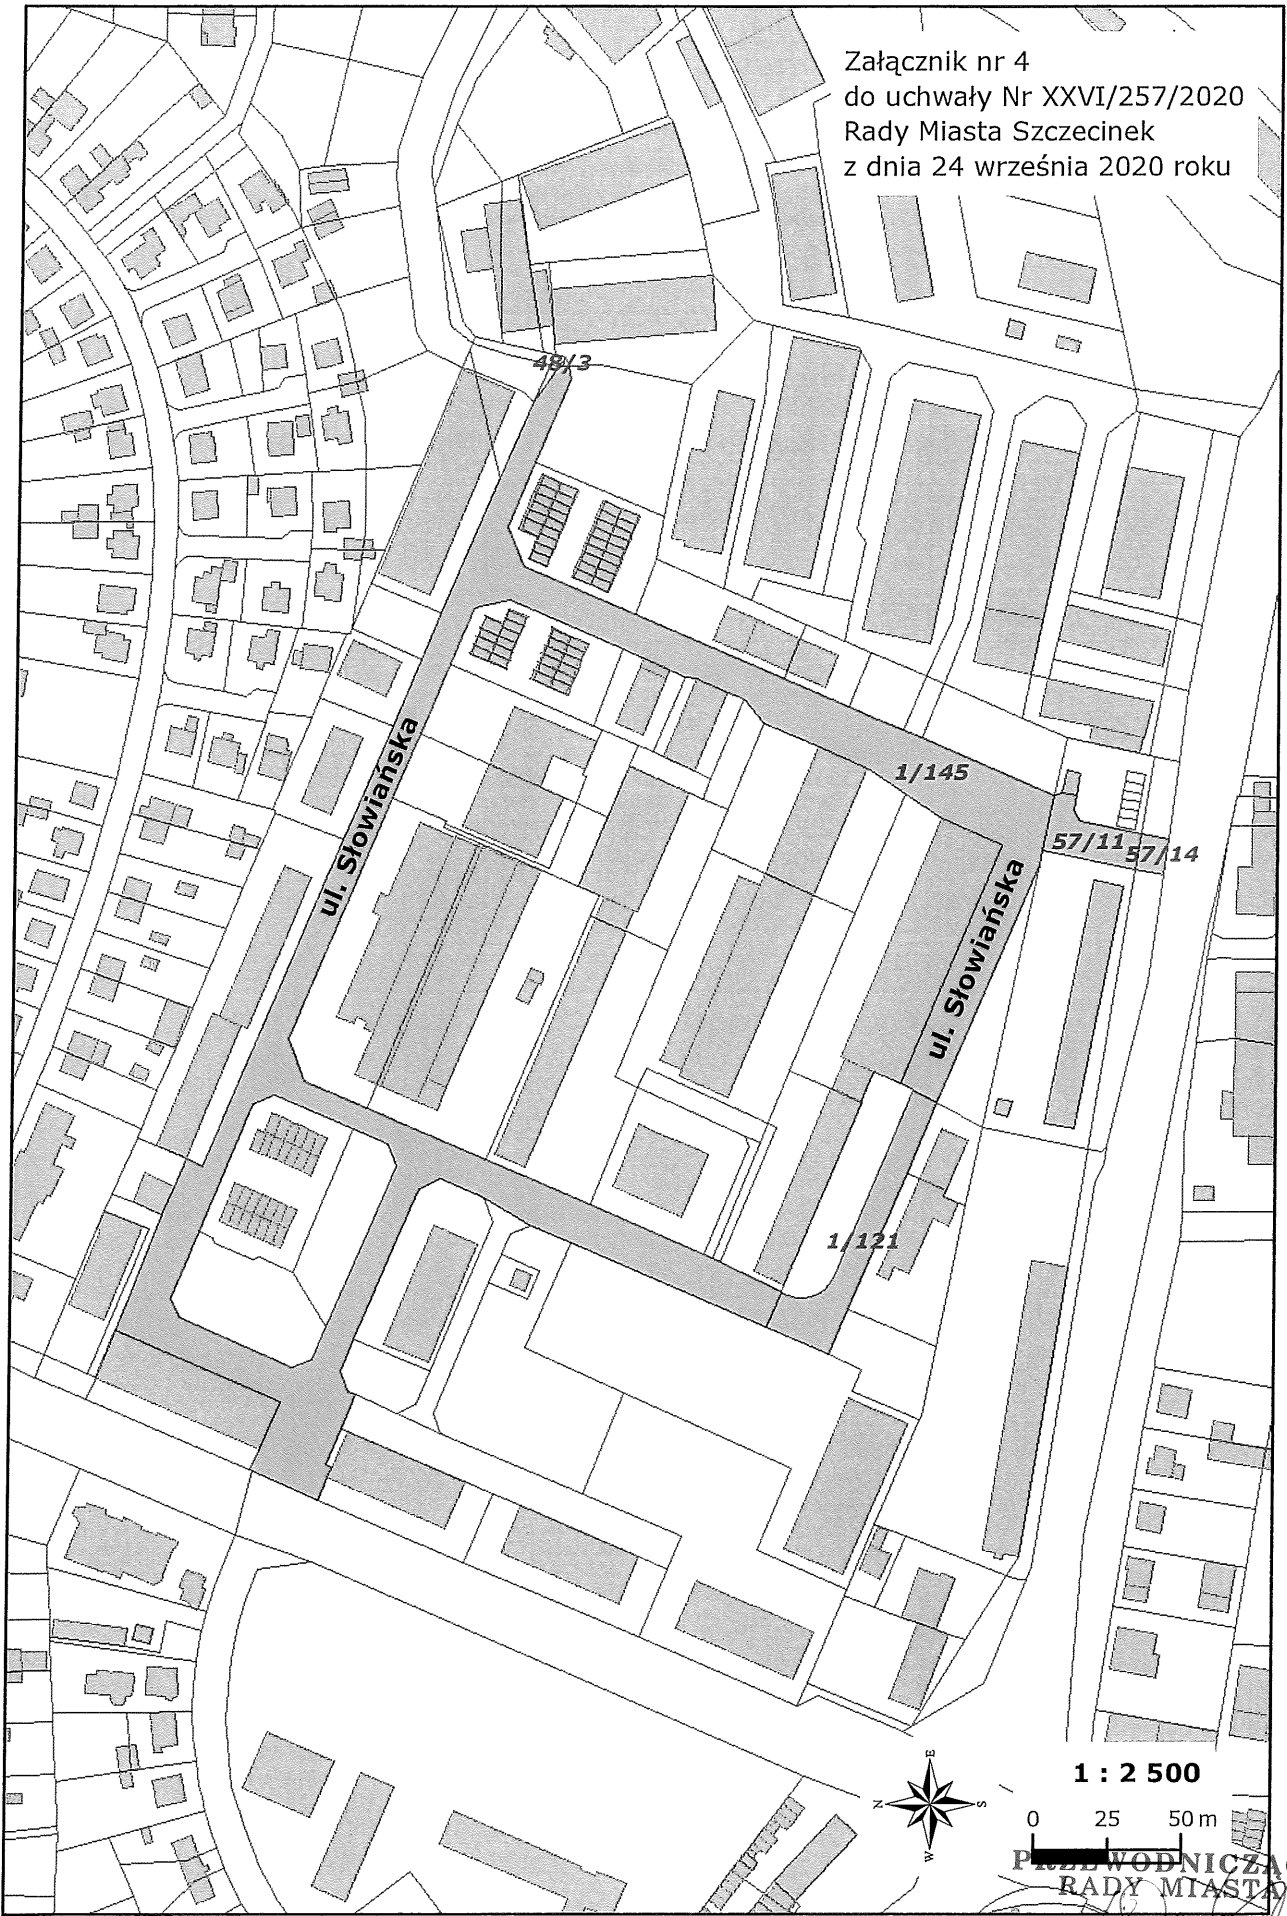 Załącznik nr 4
do uchwały Nr XXVI/257/2020
Rady Miasta Szczecinek
z dnia 24 września 2020 roku
48/3
ul. Słowiańska
1/145
57/11
57/14
ul. Słowiańska
1/121
E
N
S
W
1 : 2 500
0 25 50 m
PRZEWODNICZĄ
RADY MIASTA